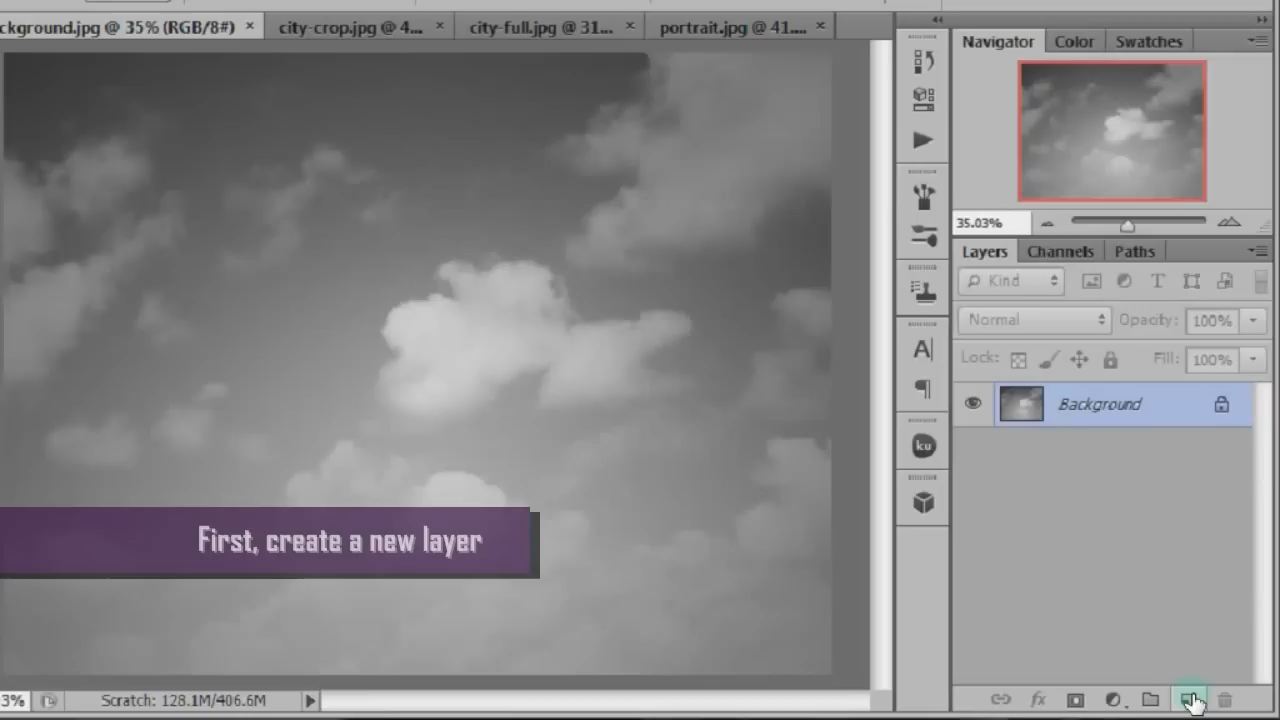 ckground.jpg @ 35% (RGB/8#) ×
city-crop.jpg @ 4... ×
city-full.jpg @ 31... ×
portrait.jpg @ 41.... ×
Navigator
Color
Swatches
35.03%
Layers
Channels
Paths
Kind
Normal
Opacity: 100%
Lock:
Fill: 100%
Background
ku
First, create a new layer
3%
Scratch: 128.1M/406.6M